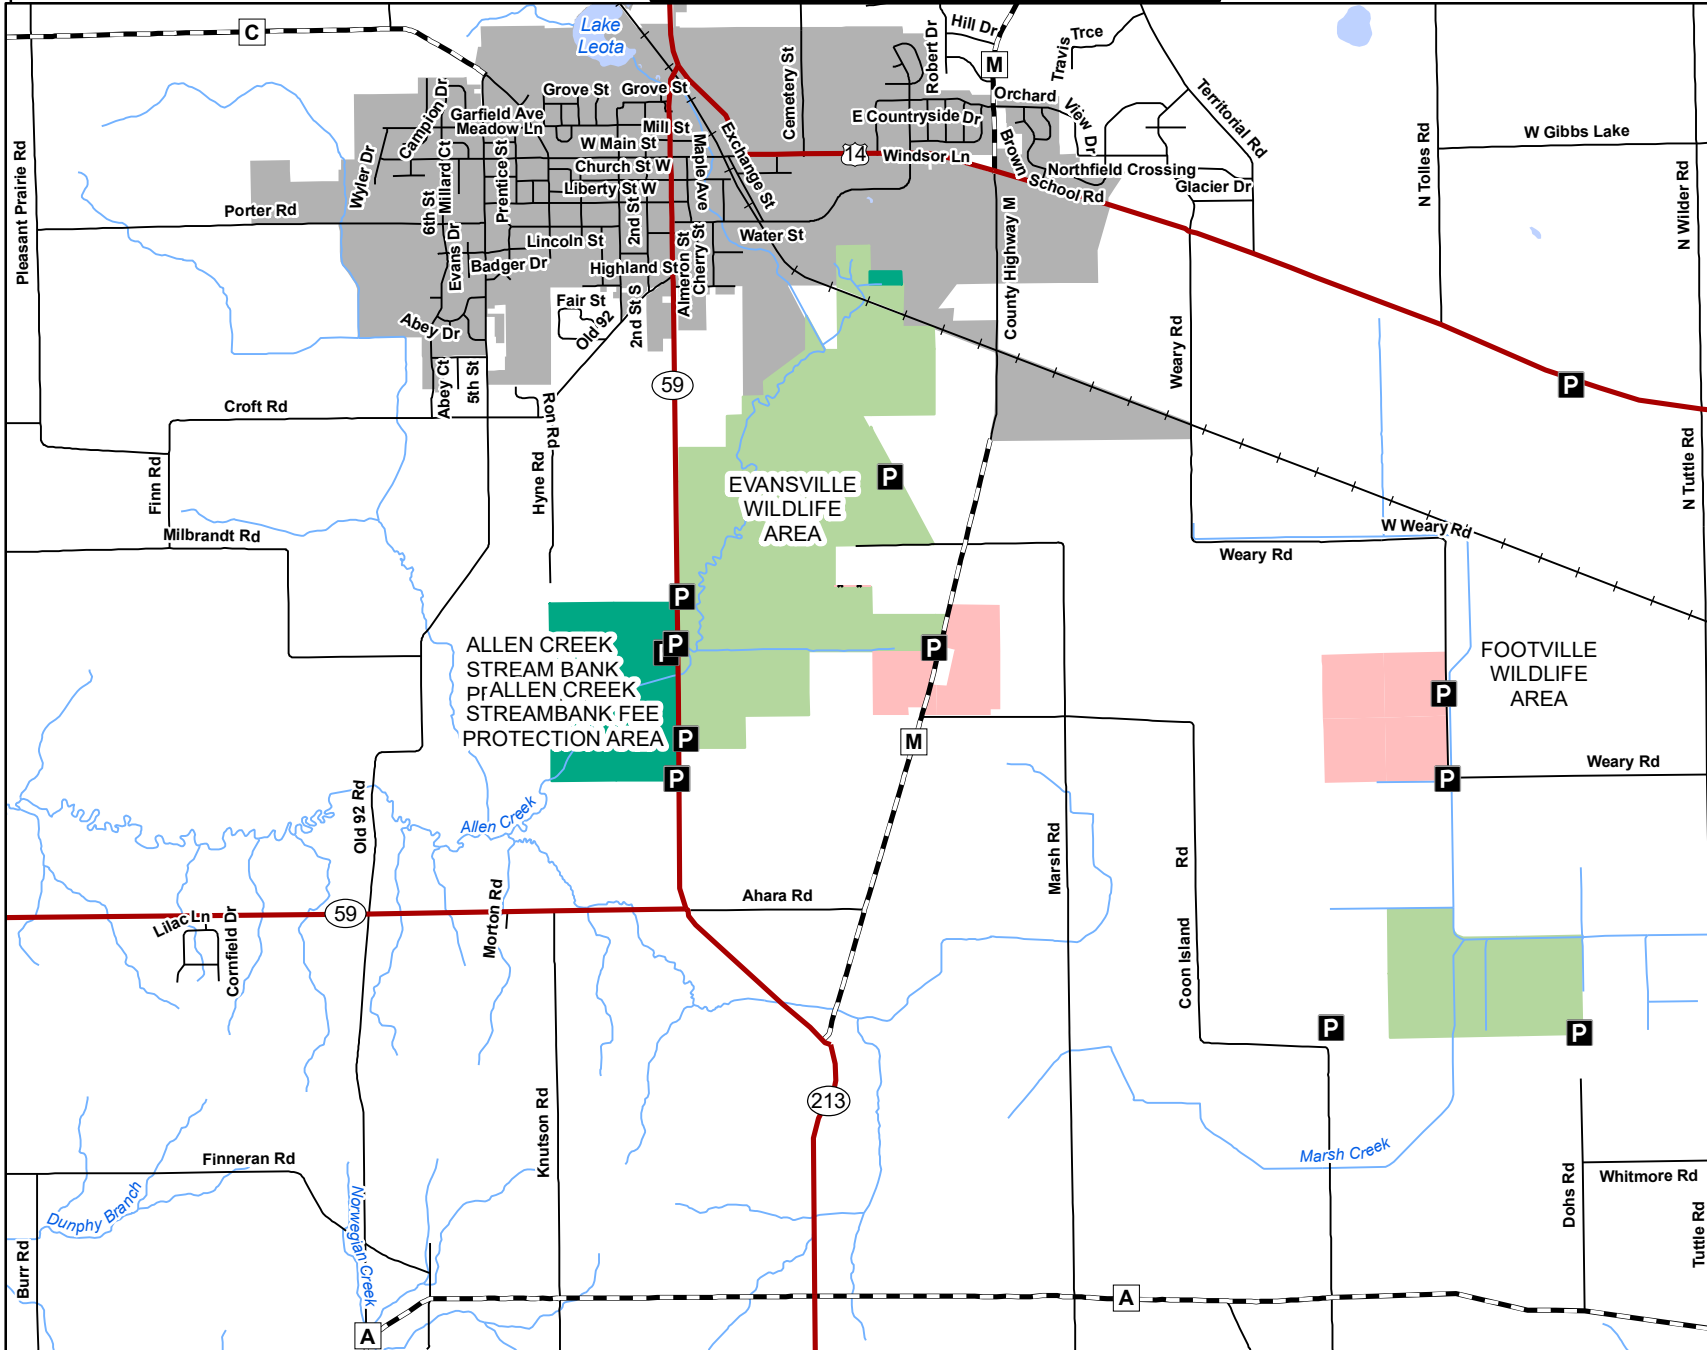 C
Lake
Leota
Robert Dr
Hill Dr
M
Travis
Trce
Cemetery St
Territorial Rd
Campion Dr
Grove St
Grove St
Garfield Ave
Meadow Ln
Mill St
W Main St
Exchange St
Maple Ave
E Countryside Dr
Orchard
View
Dr
Brown
School Rd
14
Windsor Ln
Northfield Crossing
Glacier Dr
W Gibbs Lake
N Tolles Rd
N Wilder Rd
Pleasant Prairie Rd
Wyler Dr
Millard Ct
Prentice St
6th St
Church St W
Liberty St W
2nd St
Porter Rd
Evans Dr
Lincoln St
Badger Dr
Highland St
Almeron St
Cherry St
Water St
County Highway M
Fair St
Old 92
2nd St S
Abey Dr
Abey Ct
5th St
59
Weary Rd
P
Croft Rd
Ron Rd
Hyne Rd
Finn Rd
Milbrandt Rd
EVANSVILLE
WILDLIFE
AREA
P
N Tuttle Rd
W Weary Rd
Weary Rd
P
P
P
ALLEN CREEK
STREAM BANK
ALLEN CREEK
STREAMBANK FEE
PROTECTION AREA
P
P
M
FOOTVILLE
WILDLIFE
AREA
P
P
Weary Rd
Old 92 Rd
Allen Creek
Marsh Rd
Coon Island
Rd
Ahara Rd
59
Lilac Ln
Cornfield Dr
Morton Rd
P
P
213
Knutson Rd
Marsh Creek
Finneran Rd
Dunphy Branch
Norwegian Creek
Dohs Rd
Whitmore Rd
Tuttle Rd
Burr Rd
A
A